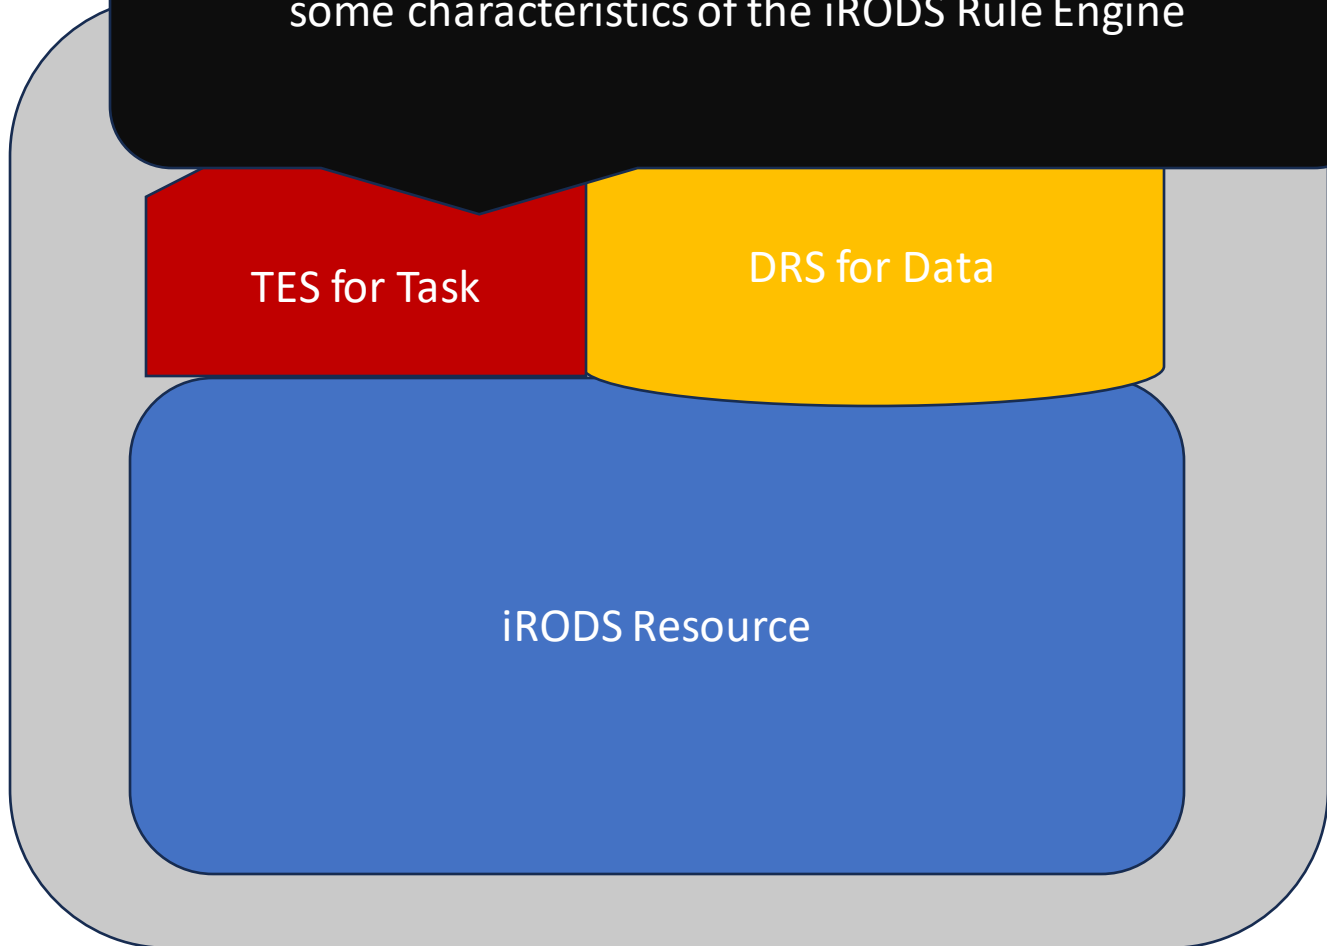 some characteristics of the iRODS Rule Engine
DRS for Data
TES for Task
iRODS Resource